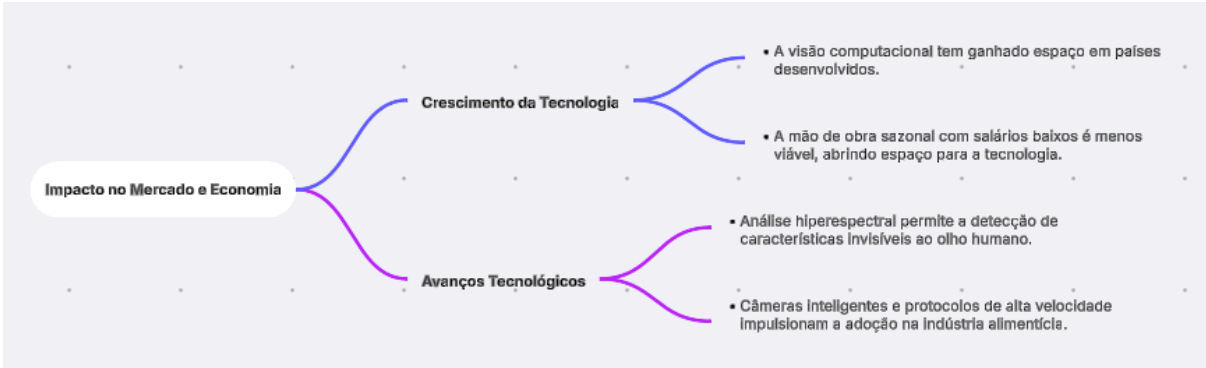 Impacto no Mercado e Economia
Crescimento da Tecnologia
• A visão computacional tem ganhado espaço em países
desenvolvidos.
• A mão de obra sazonal com salários baixos é menos
viável, abrindo espaço para a tecnologia.
Avanços Tecnológicos
• Análise hiperespectral permite a detecção de
características invisíveis ao olho humano.
• Câmeras inteligentes e protocolos de alta velocidade
impulsionam a adoção na indústria alimentícia.